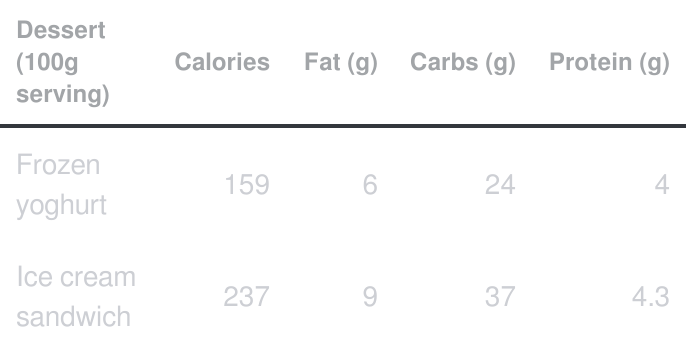 Dessert
(100g
serving) Calories Fat (g) Carbs (g) Protein (g)
Frozen
yoghurt 159 6 24 4
Ice cream
sandwich 237 9 37 4.3